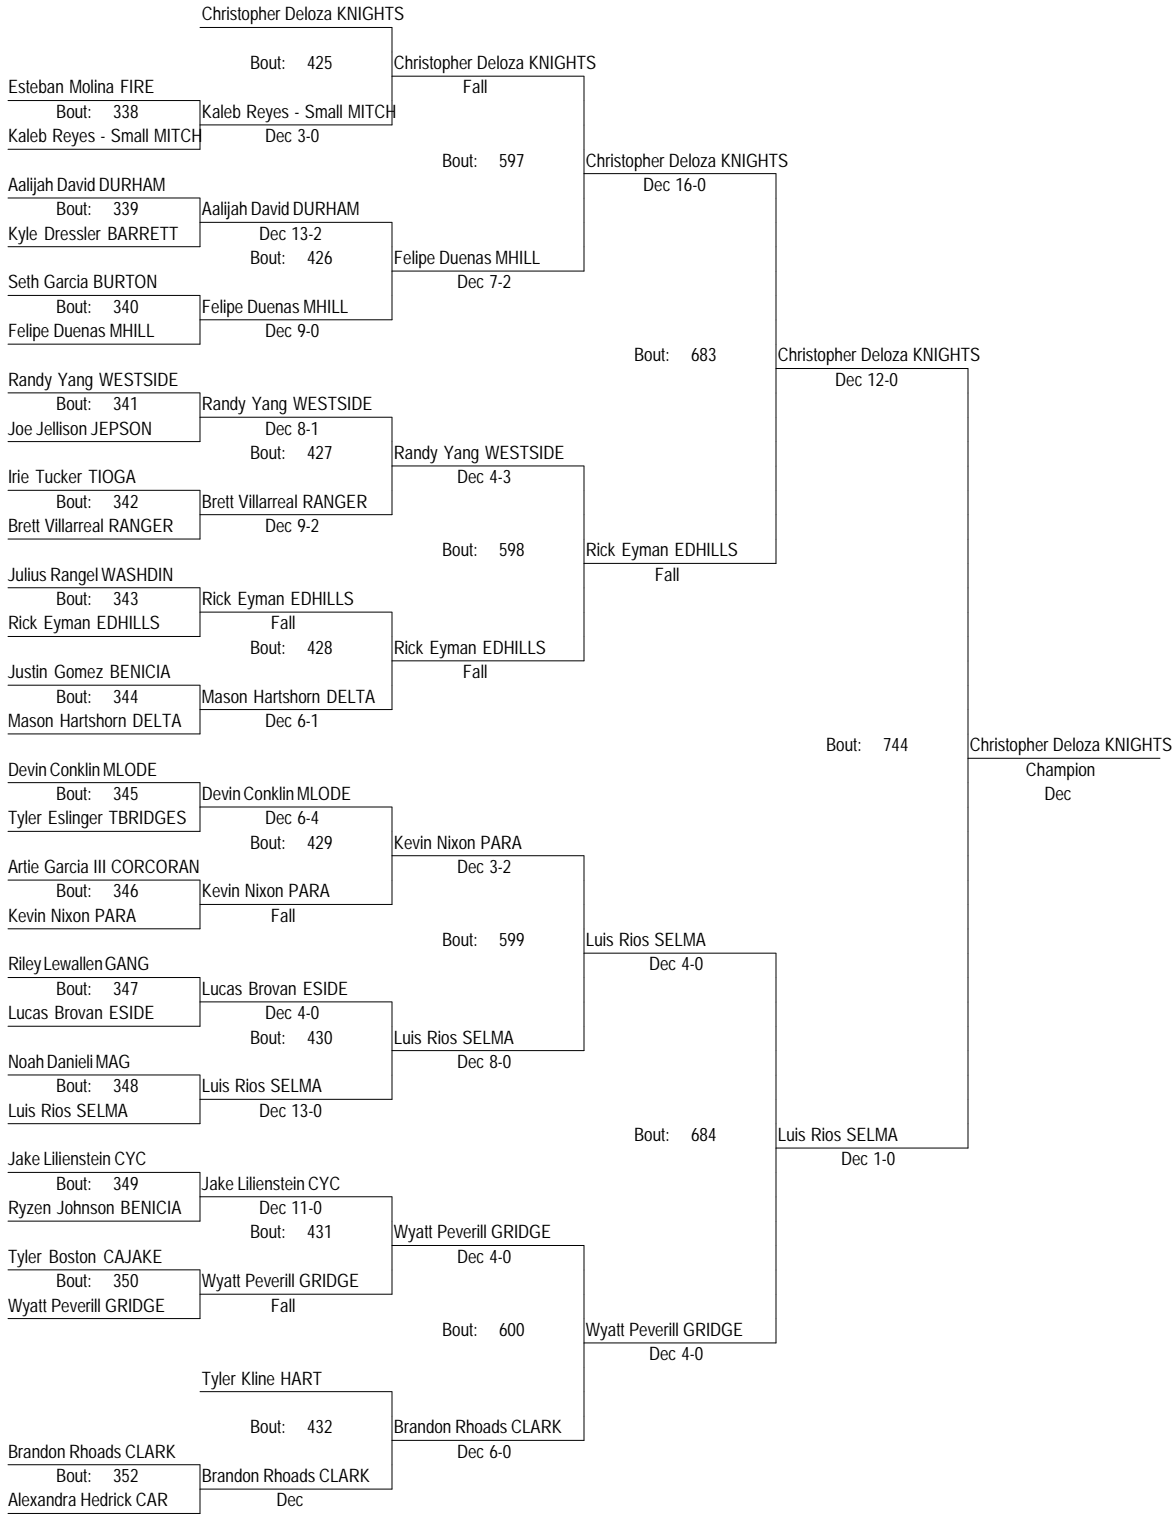 Christopher Deloza KNIGHTS
Bout: 425
Christopher Deloza KNIGHTS
Fall
Esteban Molina FIRE
Bout: 338
Kaleb Reyes - Small MITCH
Kaleb Reyes - Small MITCH
Dec 3-0
Bout: 597
Christopher Deloza KNIGHTS
Dec 16-0
Aalijah David DURHAM
Bout: 339
Kyle Dressler BARRETT
Aalijah David DURHAM
Dec 13-2
Bout: 426
Felipe Duenas MHILL
Dec 7-2
Seth Garcia BURTON
Bout: 340
Felipe Duenas MHILL
Felipe Duenas MHILL
Dec 9-0
Bout: 683
Christopher Deloza KNIGHTS
Dec 12-0
Randy Yang WESTSIDE
Bout: 341
Joe Jellison JEPSON
Randy Yang WESTSIDE
Dec 8-1
Bout: 427
Randy Yang WESTSIDE
Dec 4-3
Irie Tucker TIOGA
Bout: 342
Brett Villarreal RANGER
Brett Villarreal RANGER
Dec 9-2
Bout: 598
Rick Eyman EDHILLS
Fall
Julius Rangel WASHDIN
Bout: 343
Rick Eyman EDHILLS
Rick Eyman EDHILLS
Fall
Bout: 428
Rick Eyman EDHILLS
Fall
Justin Gomez BENICIA
Bout: 344
Mason Hartshorn DELTA
Mason Hartshorn DELTA
Dec 6-1
Bout: 744
Christopher Deloza KNIGHTS
Champion
Dec
Devin Conklin MLODE
Bout: 345
Tyler Eslinger TBRIDGES
Devin Conklin MLODE
Dec 6-4
Bout: 429
Kevin Nixon PARA
Dec 3-2
Artie Garcia III CORCORAN
Bout: 346
Kevin Nixon PARA
Kevin Nixon PARA
Fall
Bout: 599
Luis Rios SELMA
Dec 4-0
Riley Lewallen GANG
Bout: 347
Lucas Brovan ESIDE
Lucas Brovan ESIDE
Dec 4-0
Bout: 430
Luis Rios SELMA
Dec 8-0
Noah Danieli MAG
Bout: 348
Luis Rios SELMA
Luis Rios SELMA
Dec 13-0
Bout: 684
Luis Rios SELMA
Dec 1-0
Jake Lilienstein CYC
Bout: 349
Ryzen Johnson BENICIA
Jake Lilienstein CYC
Dec 11-0
Bout: 431
Wyatt Peverill GRIDGE
Dec 4-0
Tyler Boston CAJAKE
Bout: 350
Wyatt Peverill GRIDGE
Wyatt Peverill GRIDGE
Fall
Bout: 600
Wyatt Peverill GRIDGE
Dec 4-0
Tyler Kline HART
Bout: 432
Brandon Rhoads CLARK
Dec 6-0
Brandon Rhoads CLARK
Bout: 352
Alexandra Hedrick CAR
Brandon Rhoads CLARK
Dec